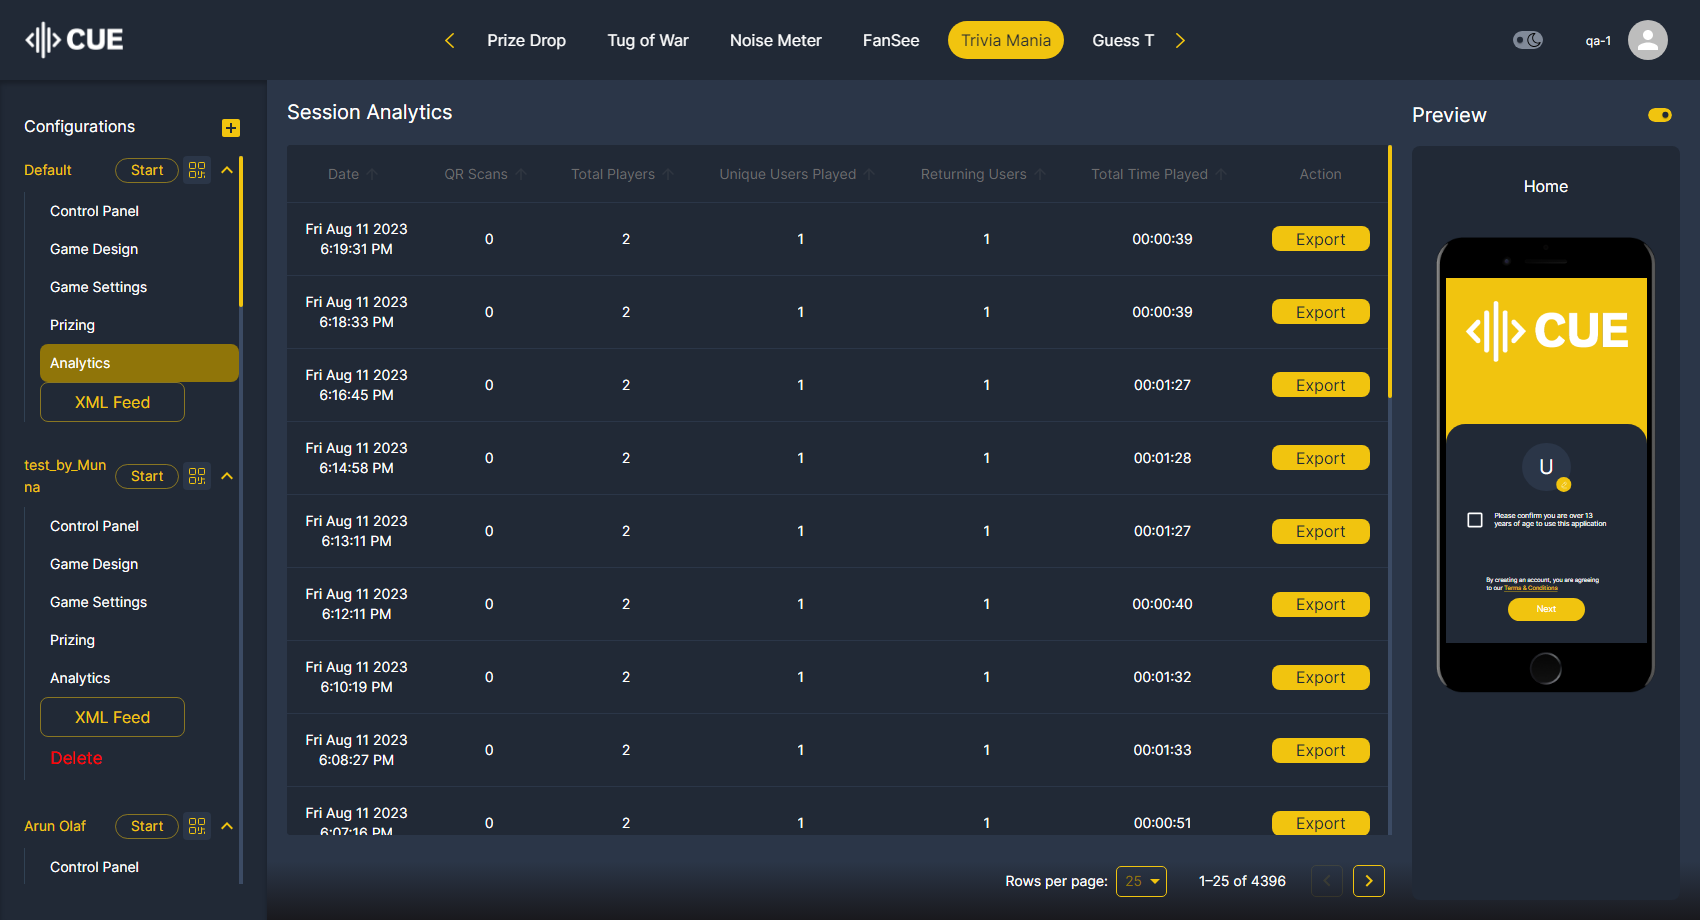 CUE
Prize Drop
Tug of War
Noise Meter
FanSee
Trivia Mania
Guess T
qa-1
Configurations
Default
Start
Control Panel
Game Design
Game Settings
Prizing
Analytics
XML Feed
test_by_Mun
na
Start
Control Panel
Game Design
Game Settings
Prizing
Analytics
XML Feed
Delete
Arun Olaf
Start
Control Panel
Session Analytics
Date QR Scans Total Players Unique Users Played Returning Users Total Time Played Action
Fri Aug 11 2023
6:19:31 PM 0 2 1 1 00:00:39 Export
Fri Aug 11 2023
6:18:33 PM 0 2 1 1 00:00:39 Export
Fri Aug 11 2023
6:16:45 PM 0 2 1 1 00:01:27 Export
Fri Aug 11 2023
6:14:58 PM 0 2 1 1 00:01:28 Export
Fri Aug 11 2023
6:13:11 PM 0 2 1 1 00:01:27 Export
Fri Aug 11 2023
6:12:11 PM 0 2 1 1 00:00:40 Export
Fri Aug 11 2023
6:10:19 PM 0 2 1 1 00:01:32 Export
Fri Aug 11 2023
6:08:27 PM 0 2 1 1 00:01:33 Export
Fri Aug 11 2023
6:07:16 PM 0 2 1 1 00:00:51 Export
Rows per page: 25 1–25 of 4396
Preview
Home
CUE
U
Please confirm you are over 13
years of age to use this application
By creating an account, you are agreeing
to our Terms & Conditions
Next